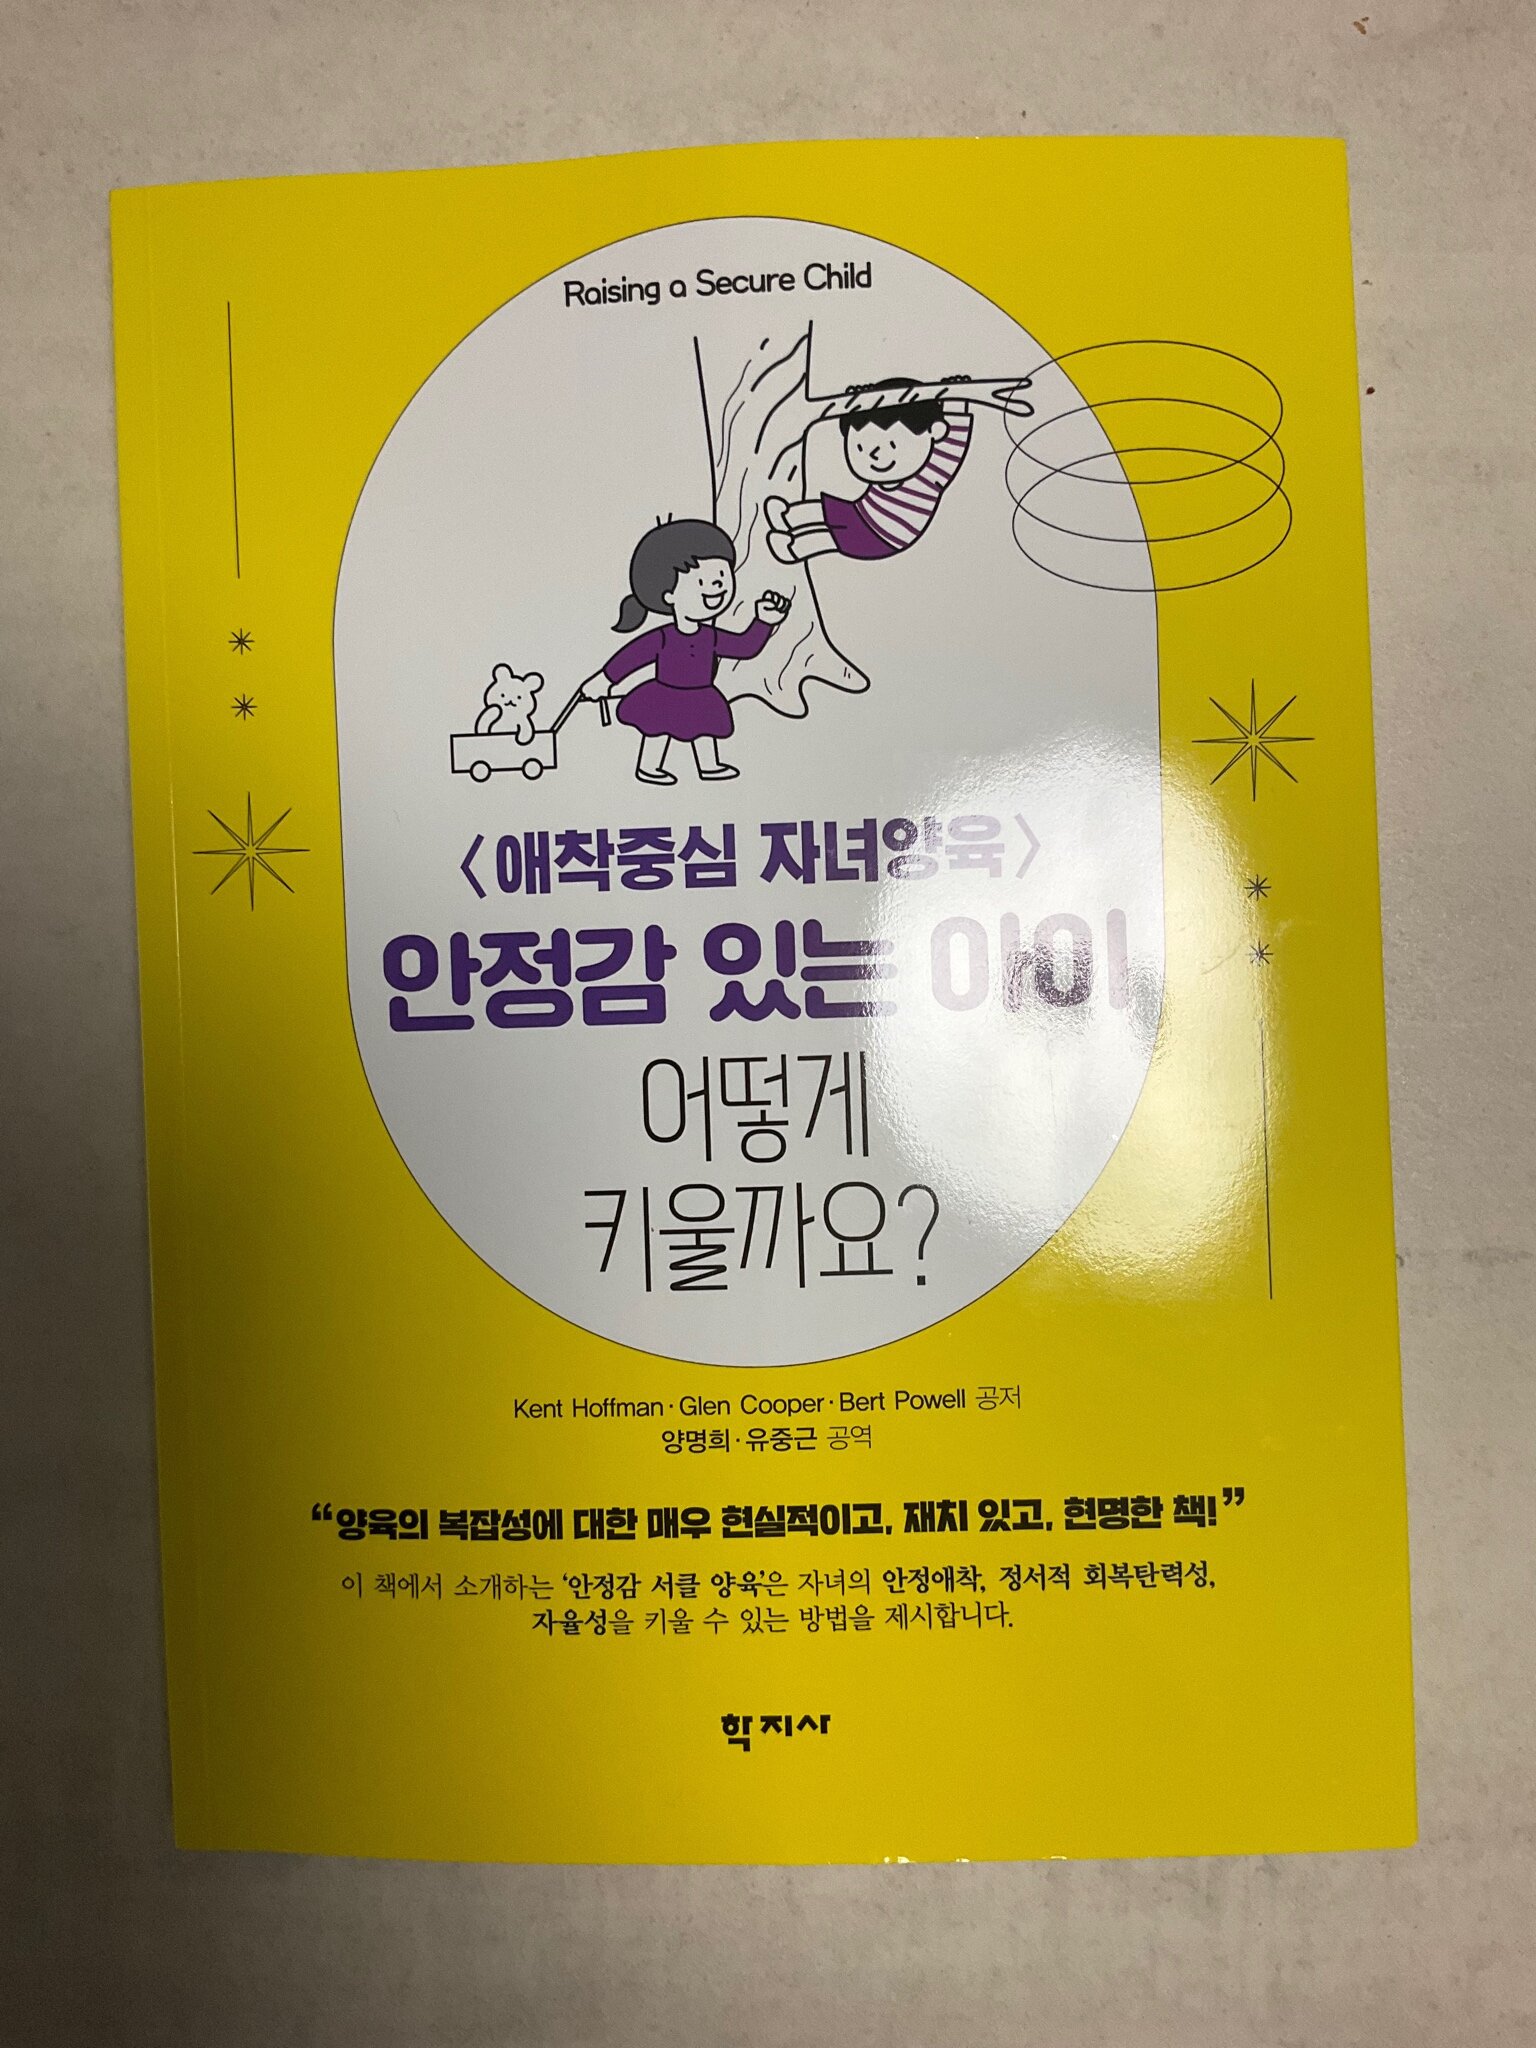 Raising a Secure Child
<애착중심 자녀양육>
안정감 있는 아이
어떻게
키울까요?
Kent Hoffman · Glen Cooper · Bert Powell 공저
양명희 · 유중근 공역
“양육의 복잡성에 대한 매우 현실적이고, 재치 있고, 현명한 책!”
이 책에서 소개하는 ‘안정감 서클 양육’은 자녀의 안정애착, 정서적 회복탄력성,
자율성을 키울 수 있는 방법을 제시합니다.
학지사